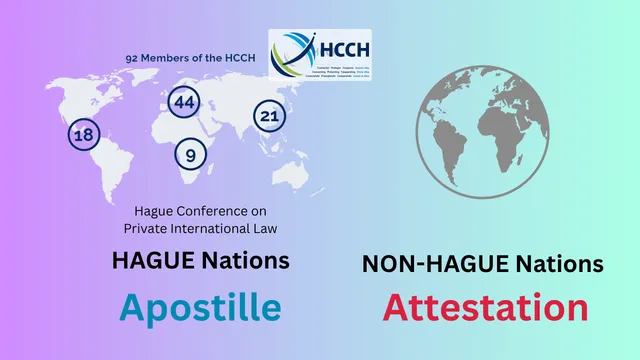 92 Members of the HCCH
HCCH
18
44
21
9
Hague Conference on
Private International Law
HAGUE Nations
Apostille
NON-HAGUE Nations
Attestation